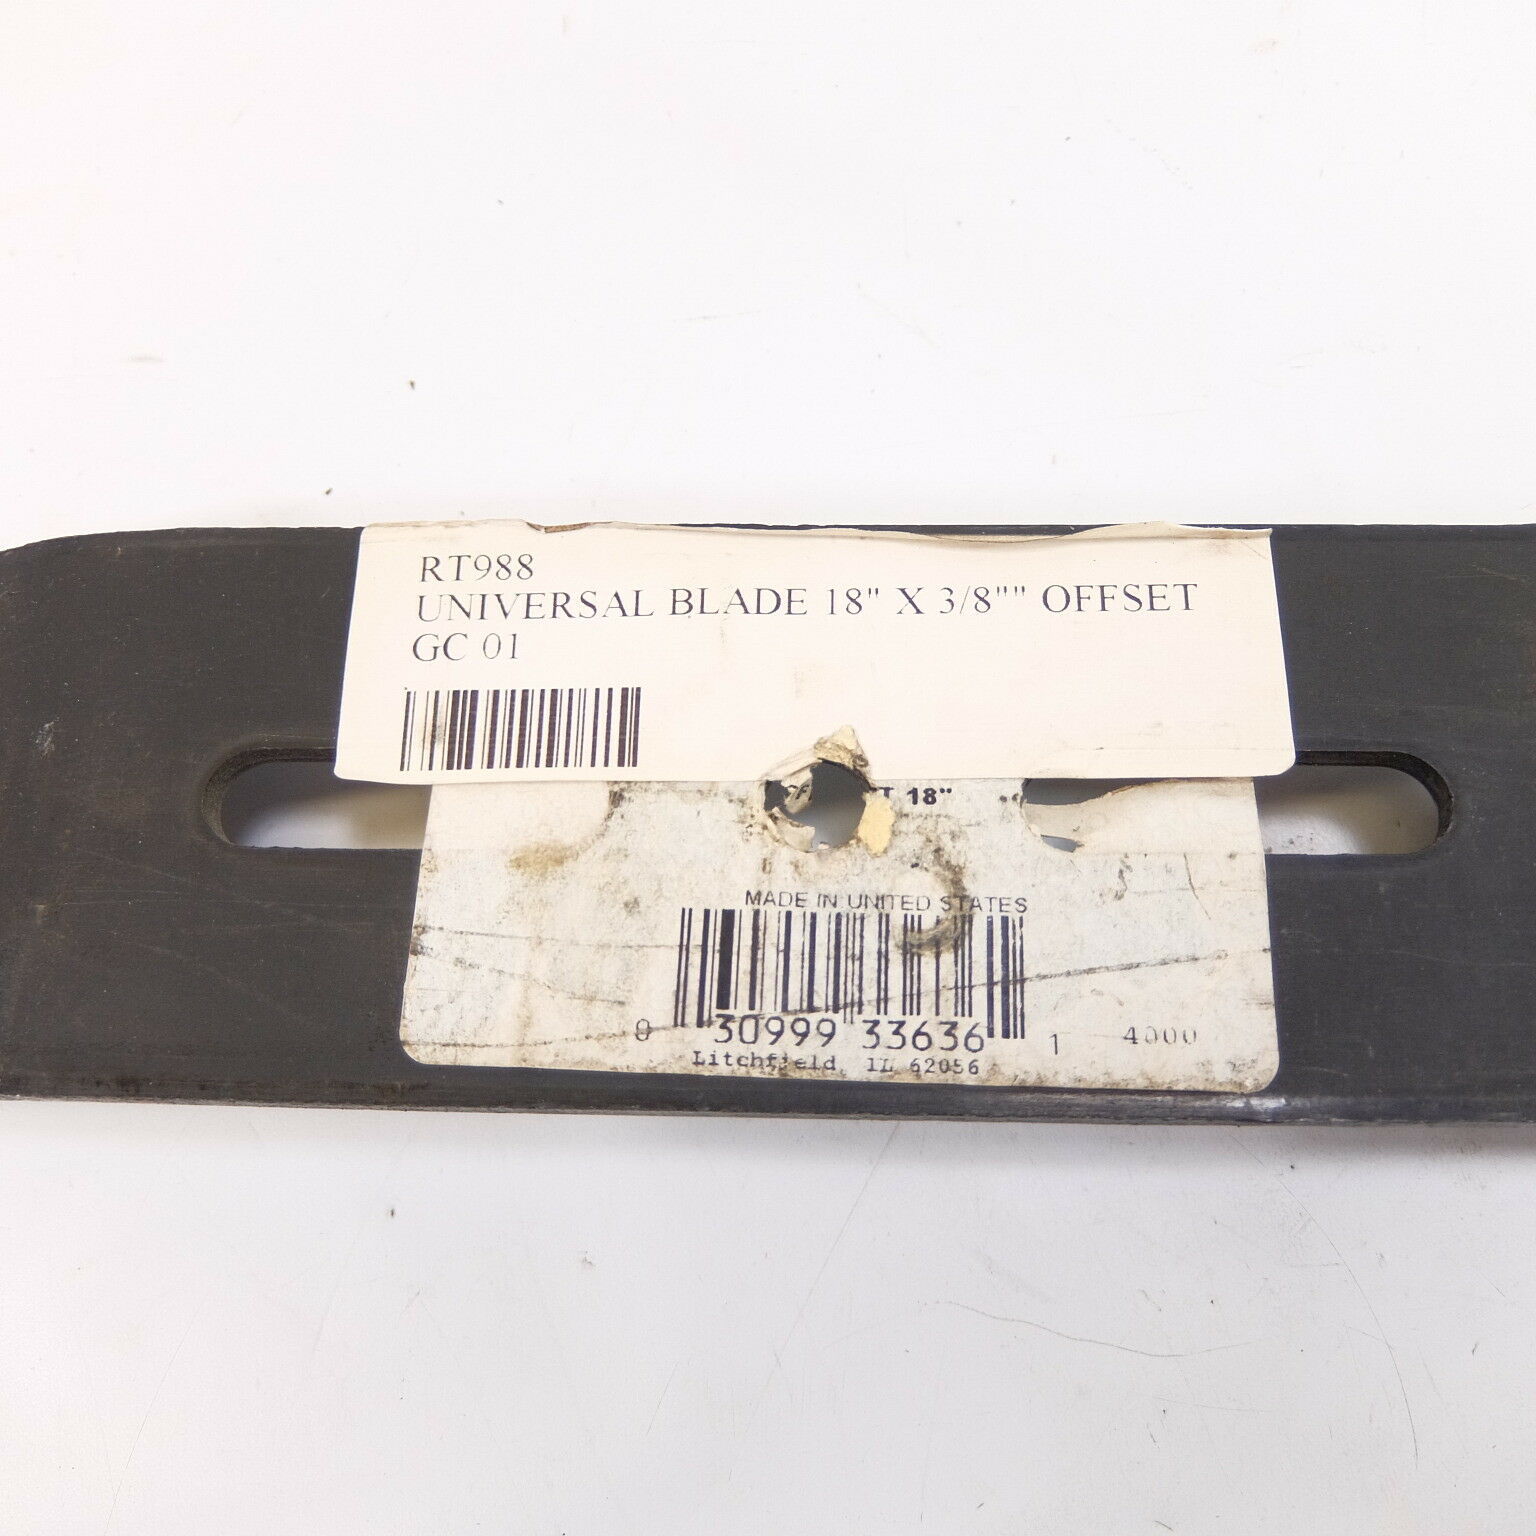 RT988
UNIVERSAL BLADE 18" X 3/8"" OFFSET
GC 01
18"
MADE IN UNITED STATES
0 30999 33636 1 4000
Litchfield, IL 62056